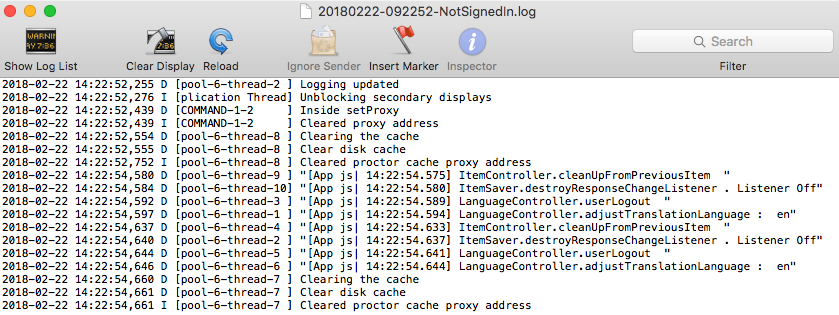 20180222-092252-NotSignedIn.log
Show Log List Clear Display Reload Ignore Sender Insert Marker Inspector Search Filter
2018-02-22 14:22:52,255 D [pool-6-thread-2 ] Logging updated
2018-02-22 14:22:52,276 I [plication Thread] Unblocking secondary displays
2018-02-22 14:22:52,439 D [COMMAND-1-2     ] Inside setProxy
2018-02-22 14:22:52,439 I [COMMAND-1-2     ] Cleared proxy address
2018-02-22 14:22:52,554 D [pool-6-thread-8 ] Clearing the cache
2018-02-22 14:22:52,555 D [pool-6-thread-8 ] Clear disk cache
2018-02-22 14:22:52,752 I [pool-6-thread-8 ] Cleared proctor cache proxy address
2018-02-22 14:22:54,580 D [pool-6-thread-9 ] "[App js| 14:22:54.575] ItemController.cleanUpFromPreviousItem  "
2018-02-22 14:22:54,584 D [pool-6-thread-10] "[App js| 14:22:54.580] ItemSaver.destroyResponseChangeListener . Listener Off"
2018-02-22 14:22:54,592 D [pool-6-thread-3 ] "[App js| 14:22:54.589] LanguageController.userLogout  "
2018-02-22 14:22:54,597 D [pool-6-thread-1 ] "[App js| 14:22:54.594] LanguageController.adjustTranslationLanguage :  en"
2018-02-22 14:22:54,637 D [pool-6-thread-4 ] "[App js| 14:22:54.633] ItemController.cleanUpFromPreviousItem  "
2018-02-22 14:22:54,640 D [pool-6-thread-2 ] "[App js| 14:22:54.637] ItemSaver.destroyResponseChangeListener . Listener Off"
2018-02-22 14:22:54,644 D [pool-6-thread-5 ] "[App js| 14:22:54.641] LanguageController.userLogout  "
2018-02-22 14:22:54,646 D [pool-6-thread-6 ] "[App js| 14:22:54.644] LanguageController.adjustTranslationLanguage :  en"
2018-02-22 14:22:54,660 D [pool-6-thread-7 ] Clearing the cache
2018-02-22 14:22:54,661 D [pool-6-thread-7 ] Clear disk cache
2018-02-22 14:22:54,661 I [pool-6-thread-7 ] Cleared proctor cache proxy address